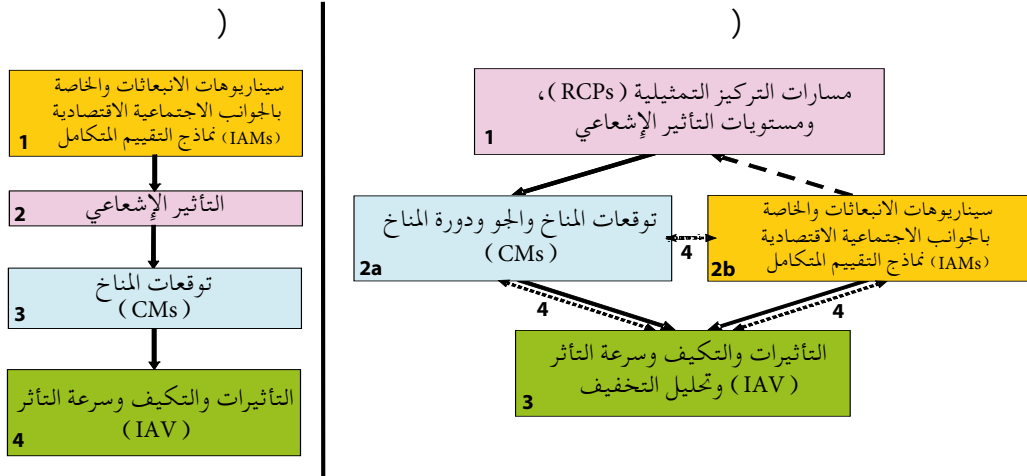 )
سيناريوهات الانبعاثات والخاصة
بالجوانب الاجتماعية الاقتصادية
(IAMs) نماذج التقييم المتكامل
1
التأثير الإشعاعي
2
توقعات المناخ
(CMs)
3
التأثيرات والتكيف وسرعة التأثر
(IAV)
4
)
مسارات التركيز التمثيلية (RCPs)،
ومستويات التأثير الإشعاعي
1
توقعات المناخ والجو ودورة المناخ
(CMs)
2a
4
سيناريوهات الانبعاثات والخاصة
بالجوانب الاجتماعية الاقتصادية
(IAMs) نماذج التقييم المتكامل
2b
4
4
التأثيرات والتكيف وسرعة التأثر
(IAV) وتحليل التخفيف
3